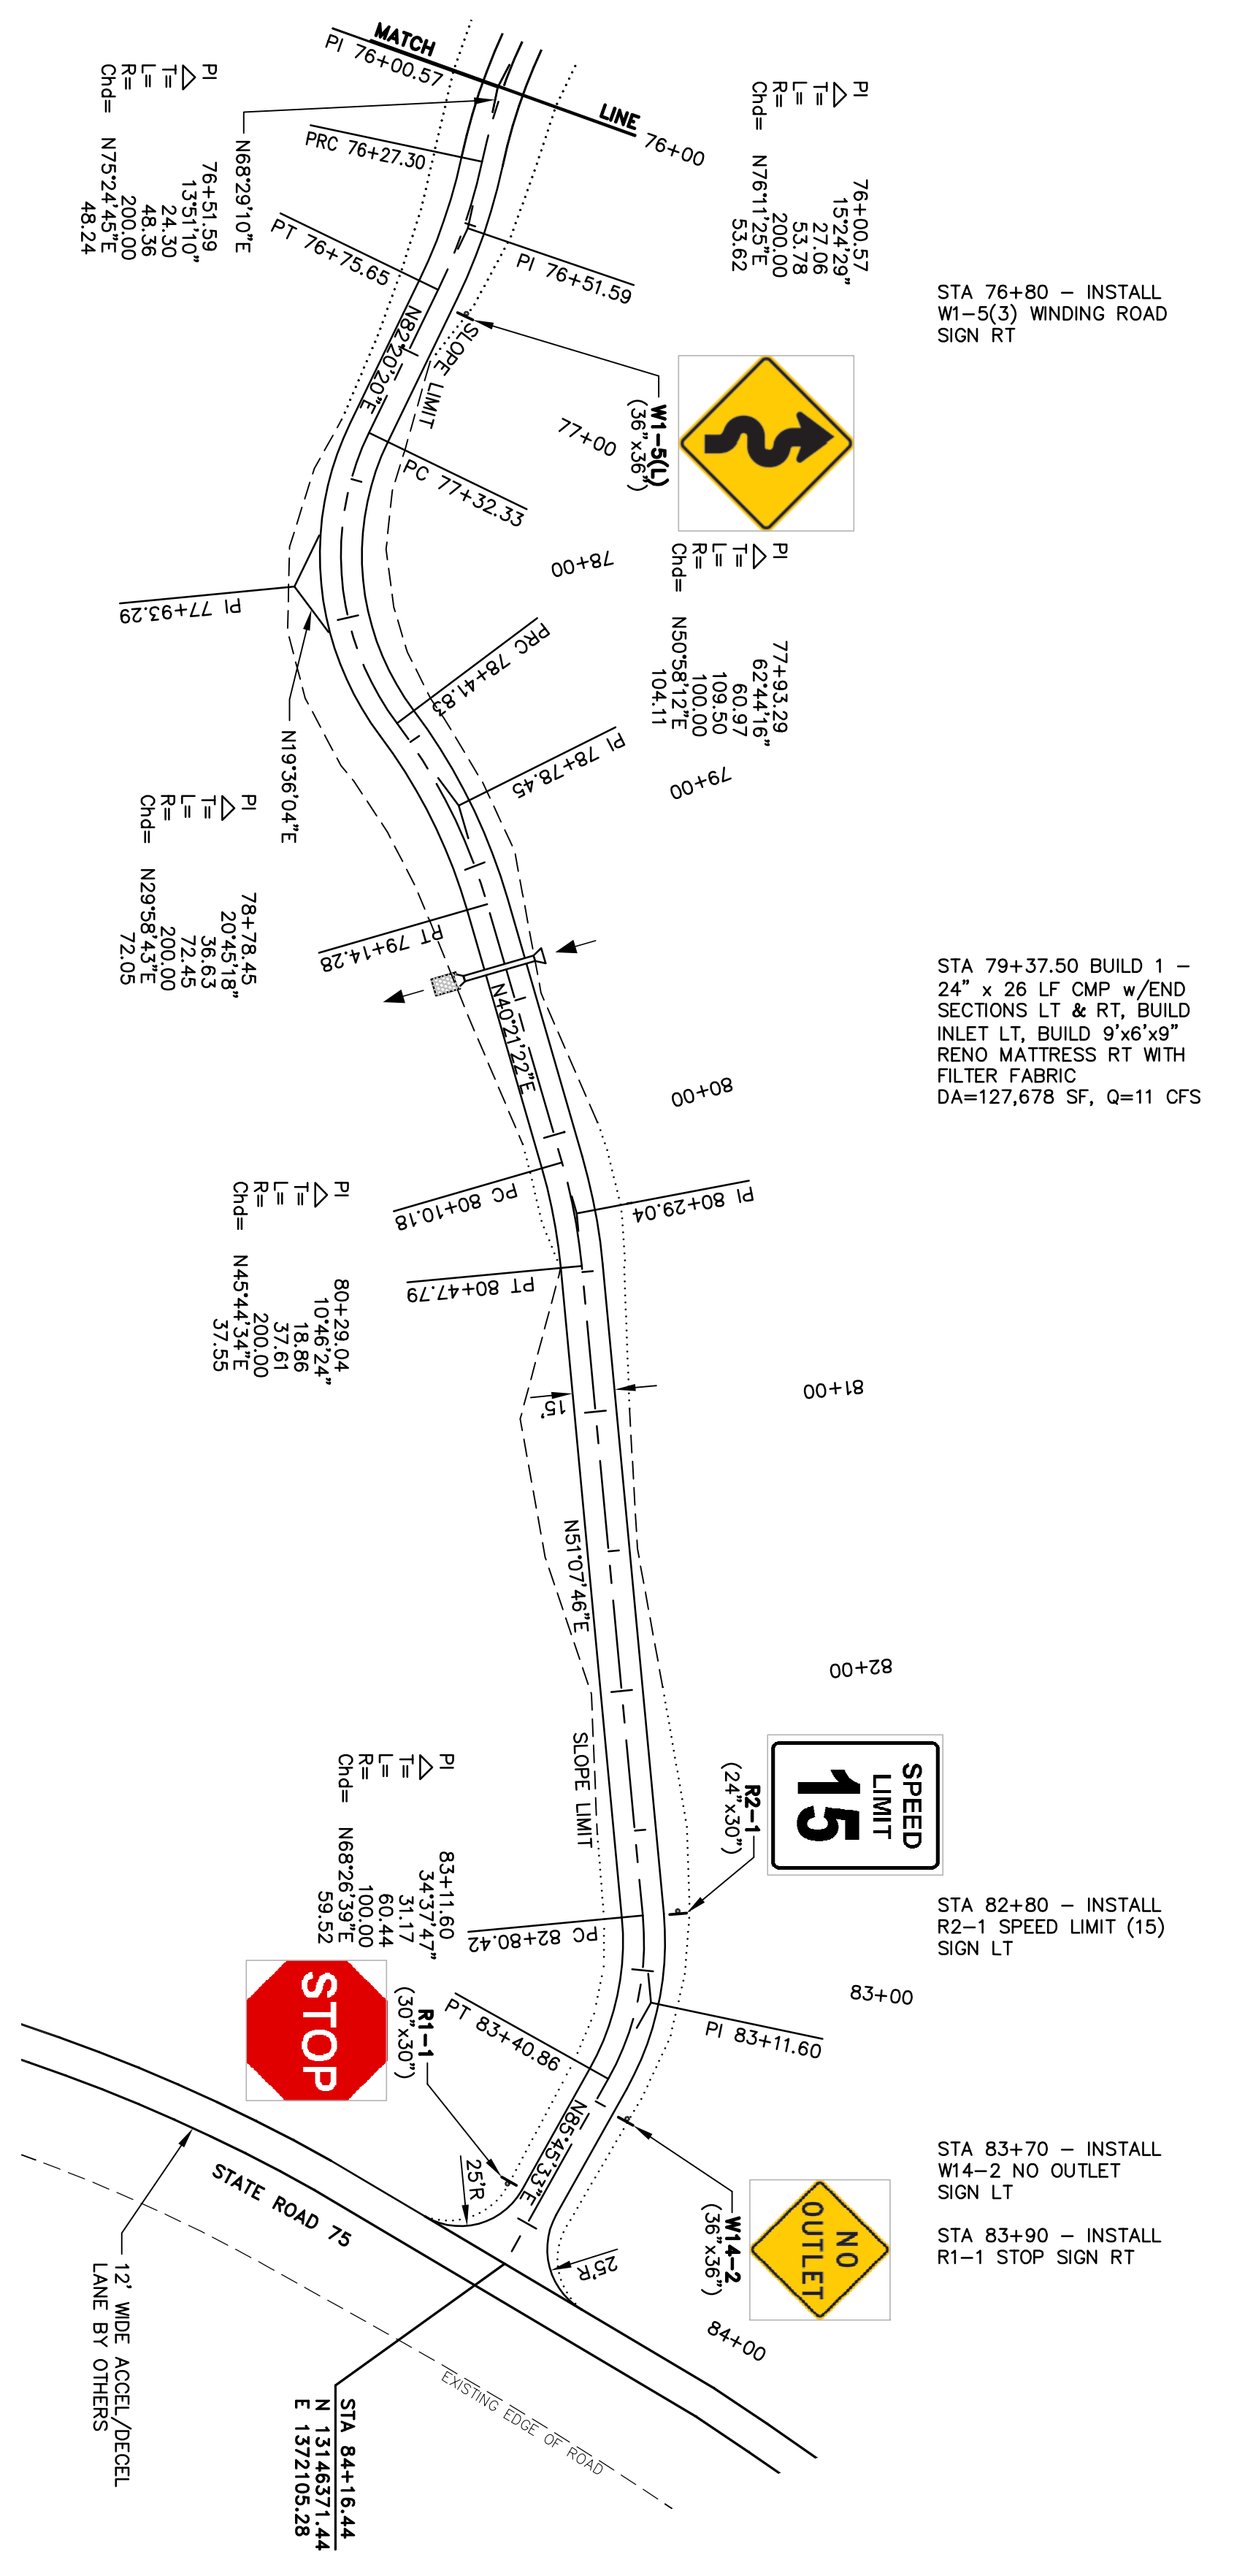 MATCH
LINE 76+00
PI 76+00.57
PRC 76+27.30
PT 76+75.65
PI 76+51.59
N68°29'10"E
PI 76+51.59
△ 13°51'10"
T= 24.30
L= 48.36
R= 200.00
Chd= N75°24'45"E
48.24
PI 76+00.57
△ 15°24'29"
T= 27.06
L= 53.78
R= 200.00
Chd= N76°11'25"E
53.62
STA 76+80 – INSTALL
W1-5(3) WINDING ROAD
SIGN RT
N82°20'20"E
SLOPE LIMIT
W1-5(L)
(36"x36")
77+00
PC 77+32.33
78+00
PI 77+93.29
PRC 78+41.83
PI 78+78.45
79+00
N19°36'04"E
PI 77+93.29
△ 62°44'16"
T= 60.97
L= 109.50
R= 100.00
Chd= N50°58'12"E
104.11
PI 78+78.45
△ 20°45'18"
T= 36.63
L= 72.45
R= 200.00
Chd= N29°58'43"E
72.05
PT 79+14.28
N40°21'22"E
STA 79+37.50 BUILD 1 –
24" x 26 LF CMP w/END
SECTIONS LT & RT, BUILD
INLET LT, BUILD 9'x6'x9"
RENO MATTRESS RT WITH
FILTER FABRIC
DA=127,678 SF, Q=11 CFS
80+00
PC 80+10.18
PI 80+29.04
PT 80+47.79
PI 80+29.04
△ 10°46'24"
T= 18.86
L= 37.61
R= 200.00
Chd= N45°44'34"E
37.55
81+00
15'
N51°07'46"E
82+00
SLOPE LIMIT
SPEED
LIMIT
15
R2-1
(24"x30")
STA 82+80 – INSTALL
R2-1 SPEED LIMIT (15)
SIGN LT
PI 83+11.60
△ 34°37'47"
T= 31.17
L= 60.44
R= 100.00
Chd= N68°26'39"E
59.52
PC 82+80.42
83+00
PI 83+11.60
PT 83+40.86
STOP
R1-1
(30"x30")
N85°45'33"E
25'R
25'R
NO
OUTLET
W14-2
(36"x36")
STA 83+70 – INSTALL
W14-2 NO OUTLET
SIGN LT
STA 83+90 – INSTALL
R1-1 STOP SIGN RT
84+00
STATE ROAD 75
12' WIDE ACCEL/DECEL
LANE BY OTHERS
EXISTING EDGE OF ROAD
STA 84+16.44
N 13146371.44
E 1372105.28